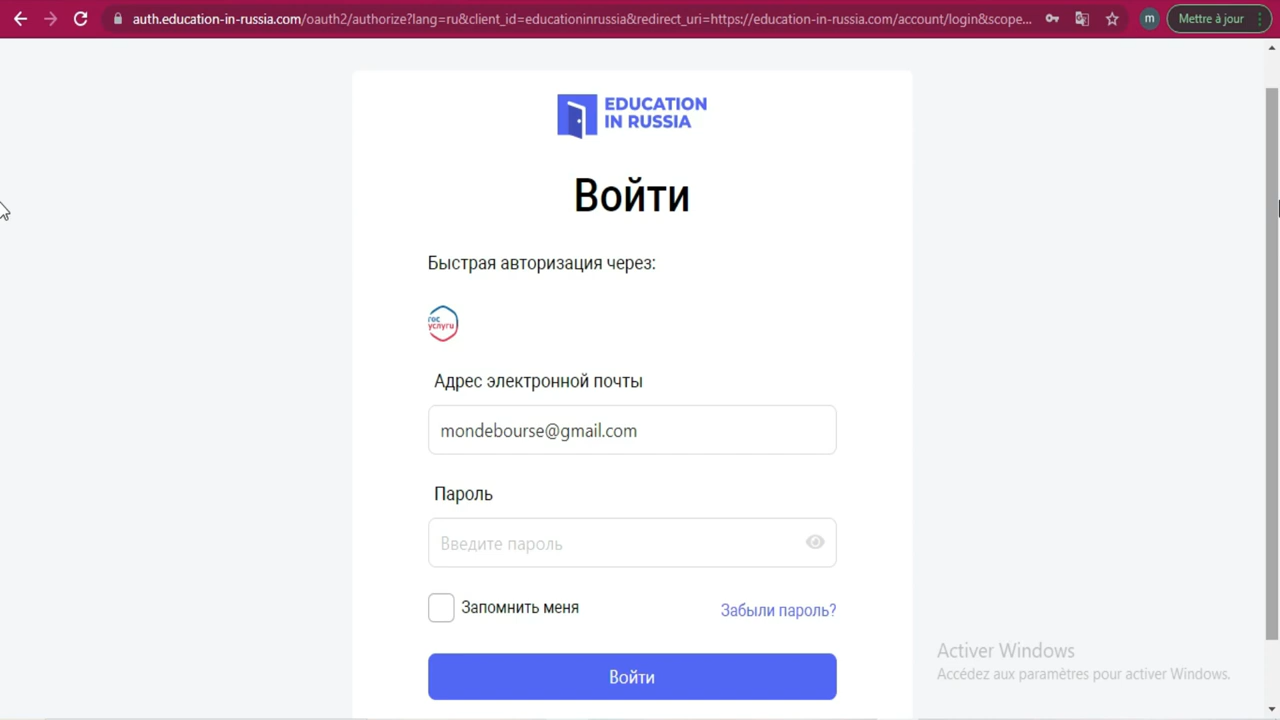 auth.education-in-russia.com/oauth2/authorize?lang=ru&client_id=educationinrussia&redirect_uri=https://education-in-russia.com/account/login&scope...
m
Mettre à jour
EDUCATION
IN RUSSIA
Войти
Быстрая авторизация через:
гос
услуги
Адрес электронной почты
mondebourse@gmail.com
Пароль
Введите пароль
Запомнить меня
Забыли пароль?
Войти
Activer Windows
Accédez aux paramètres pour activer Windows.